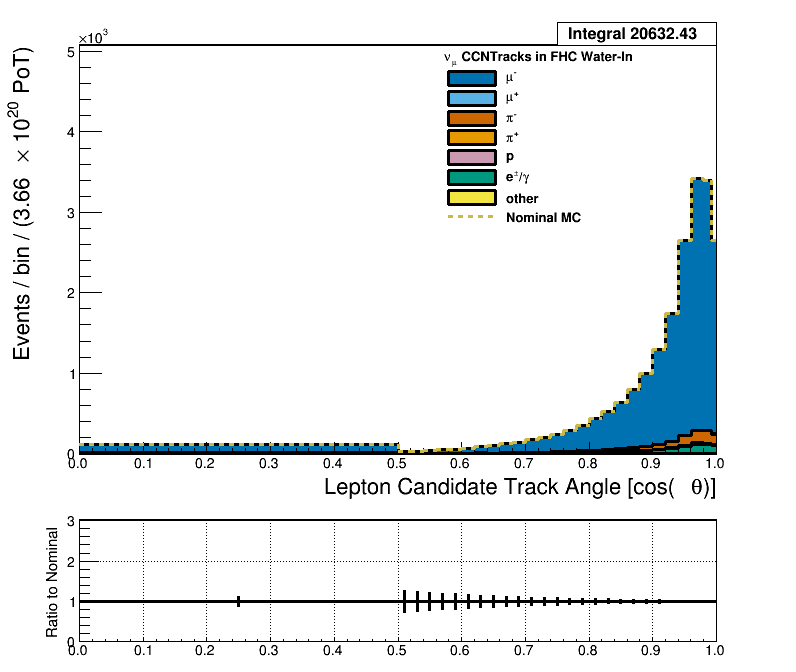 Integral 20632.43
×10³
ν_μ CCNTracks in FHC Water-In
μ⁻
μ⁺
π⁻
π⁺
p
e^±/γ
other
Nominal MC
Events / bin / (3.66 × 10²⁰ PoT)
5
4
3
2
1
0
0.0 0.1 0.2 0.3 0.4 0.5 0.6 0.7 0.8 0.9 1.0
Lepton Candidate Track Angle [cos( θ)]
Ratio to Nominal
3
2
1
0
0.0 0.1 0.2 0.3 0.4 0.5 0.6 0.7 0.8 0.9 1.0